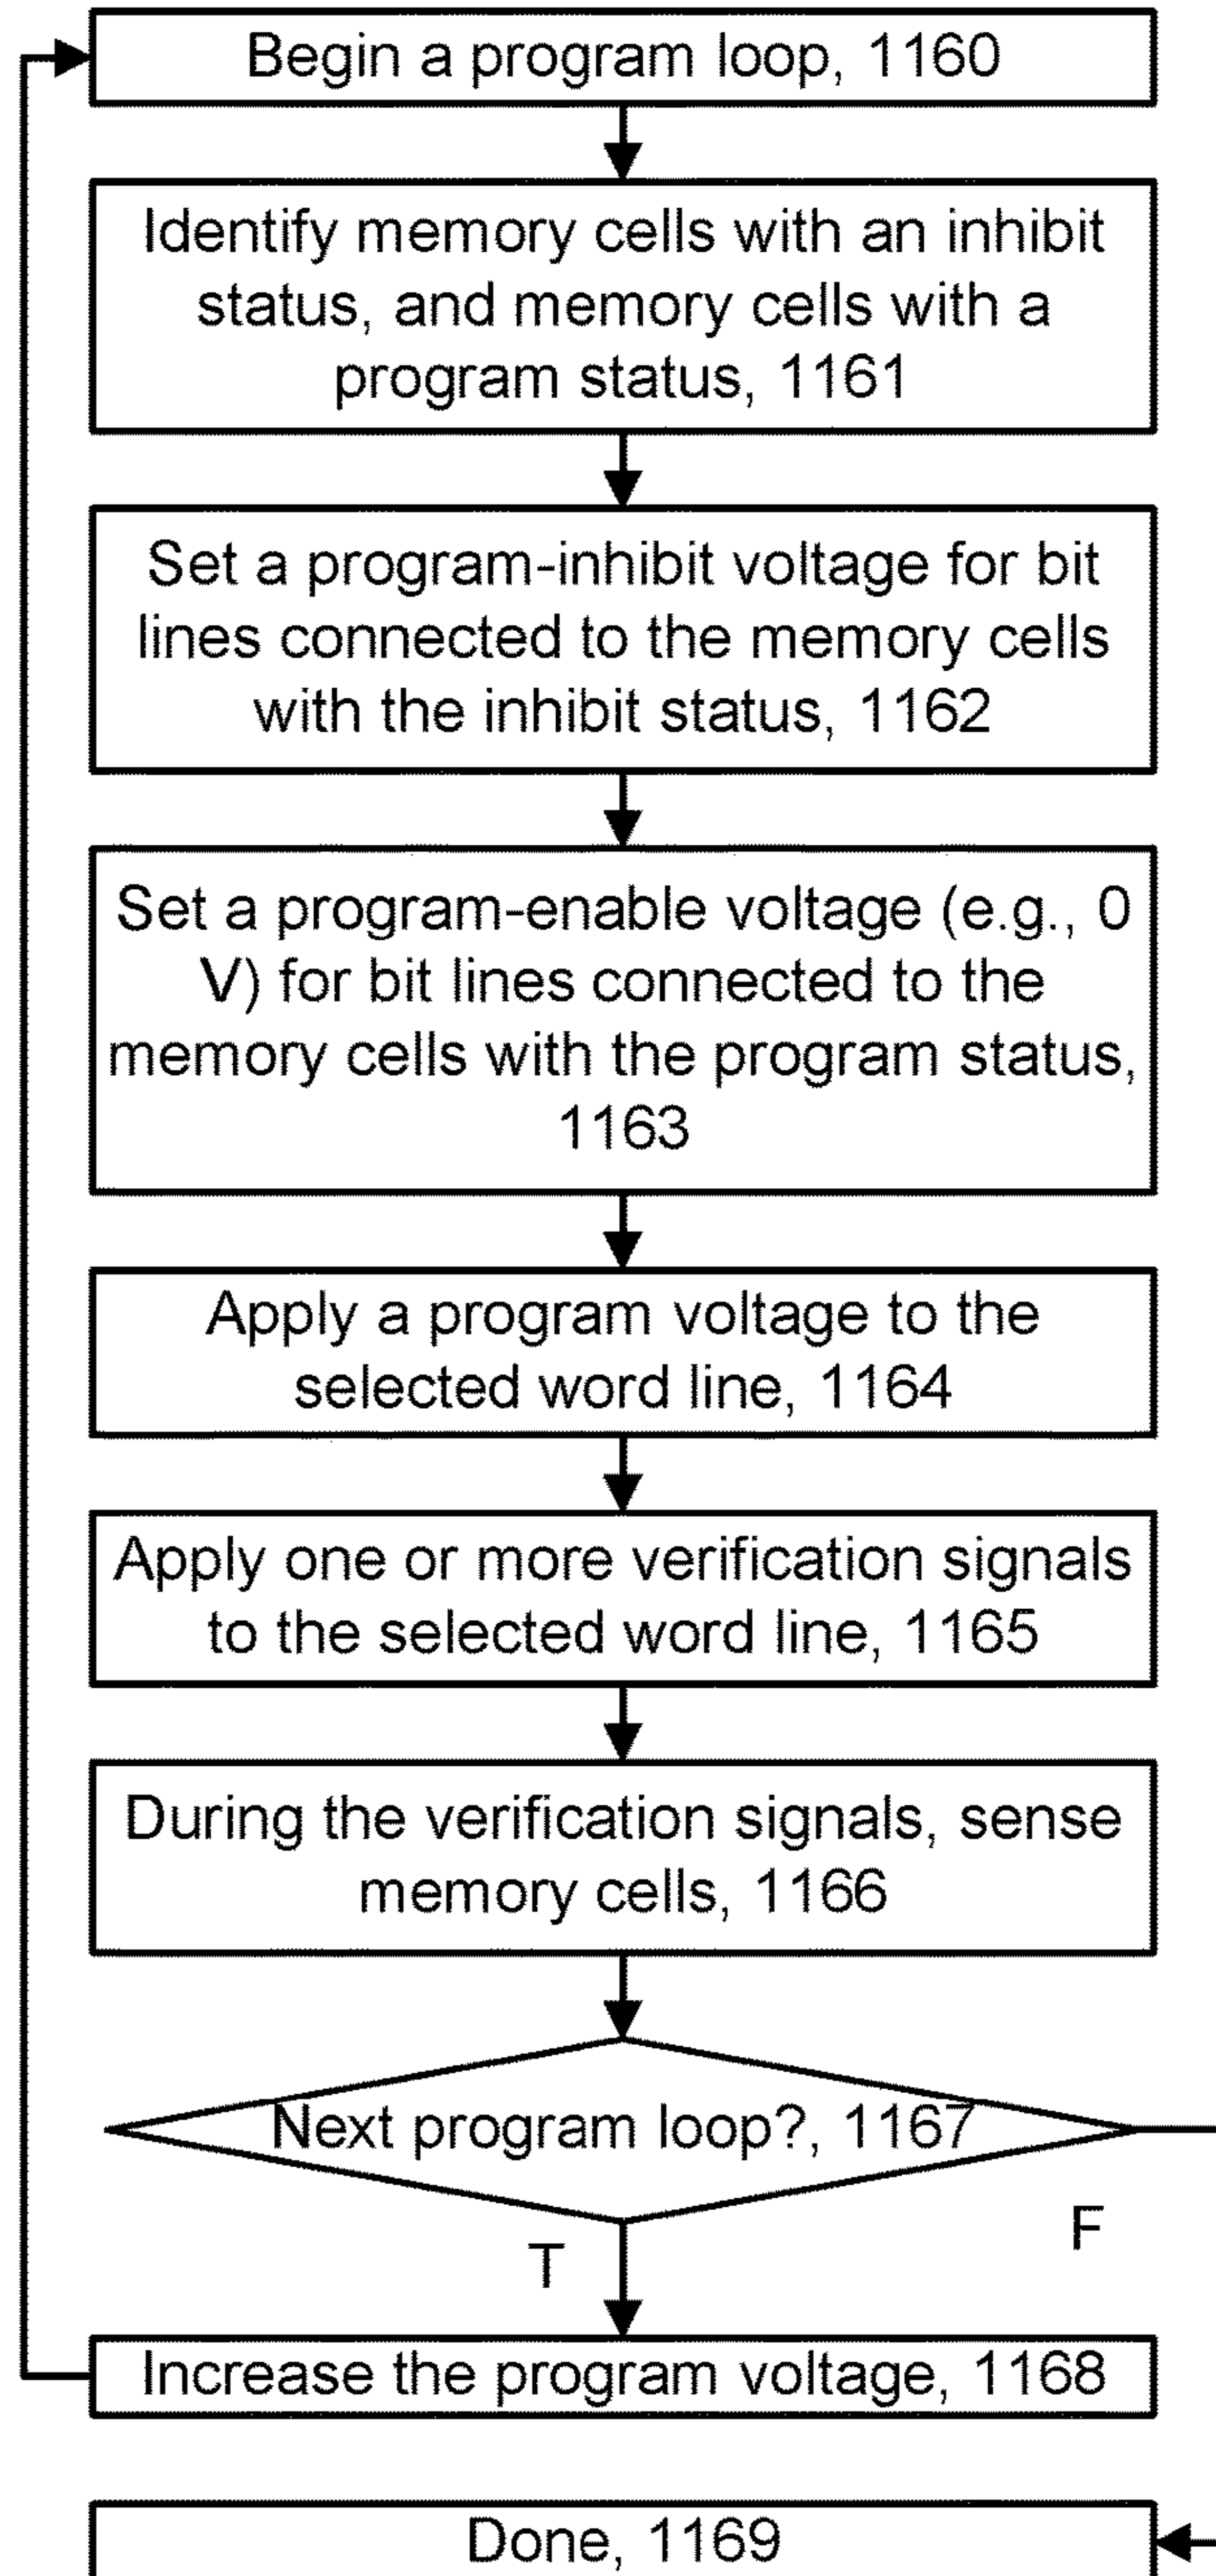 Begin a program loop, 1160
Identify memory cells with an inhibit
status, and memory cells with a
program status, 1161
Set a program-inhibit voltage for bit
lines connected to the memory cells
with the inhibit status, 1162
Set a program-enable voltage (e.g., 0
V) for bit lines connected to the
memory cells with the program status,
1163
Apply a program voltage to the
selected word line, 1164
Apply one or more verification signals
to the selected word line, 1165
During the verification signals, sense
memory cells, 1166
Next program loop?, 1167
F
T
Increase the program voltage, 1168
Done, 1169